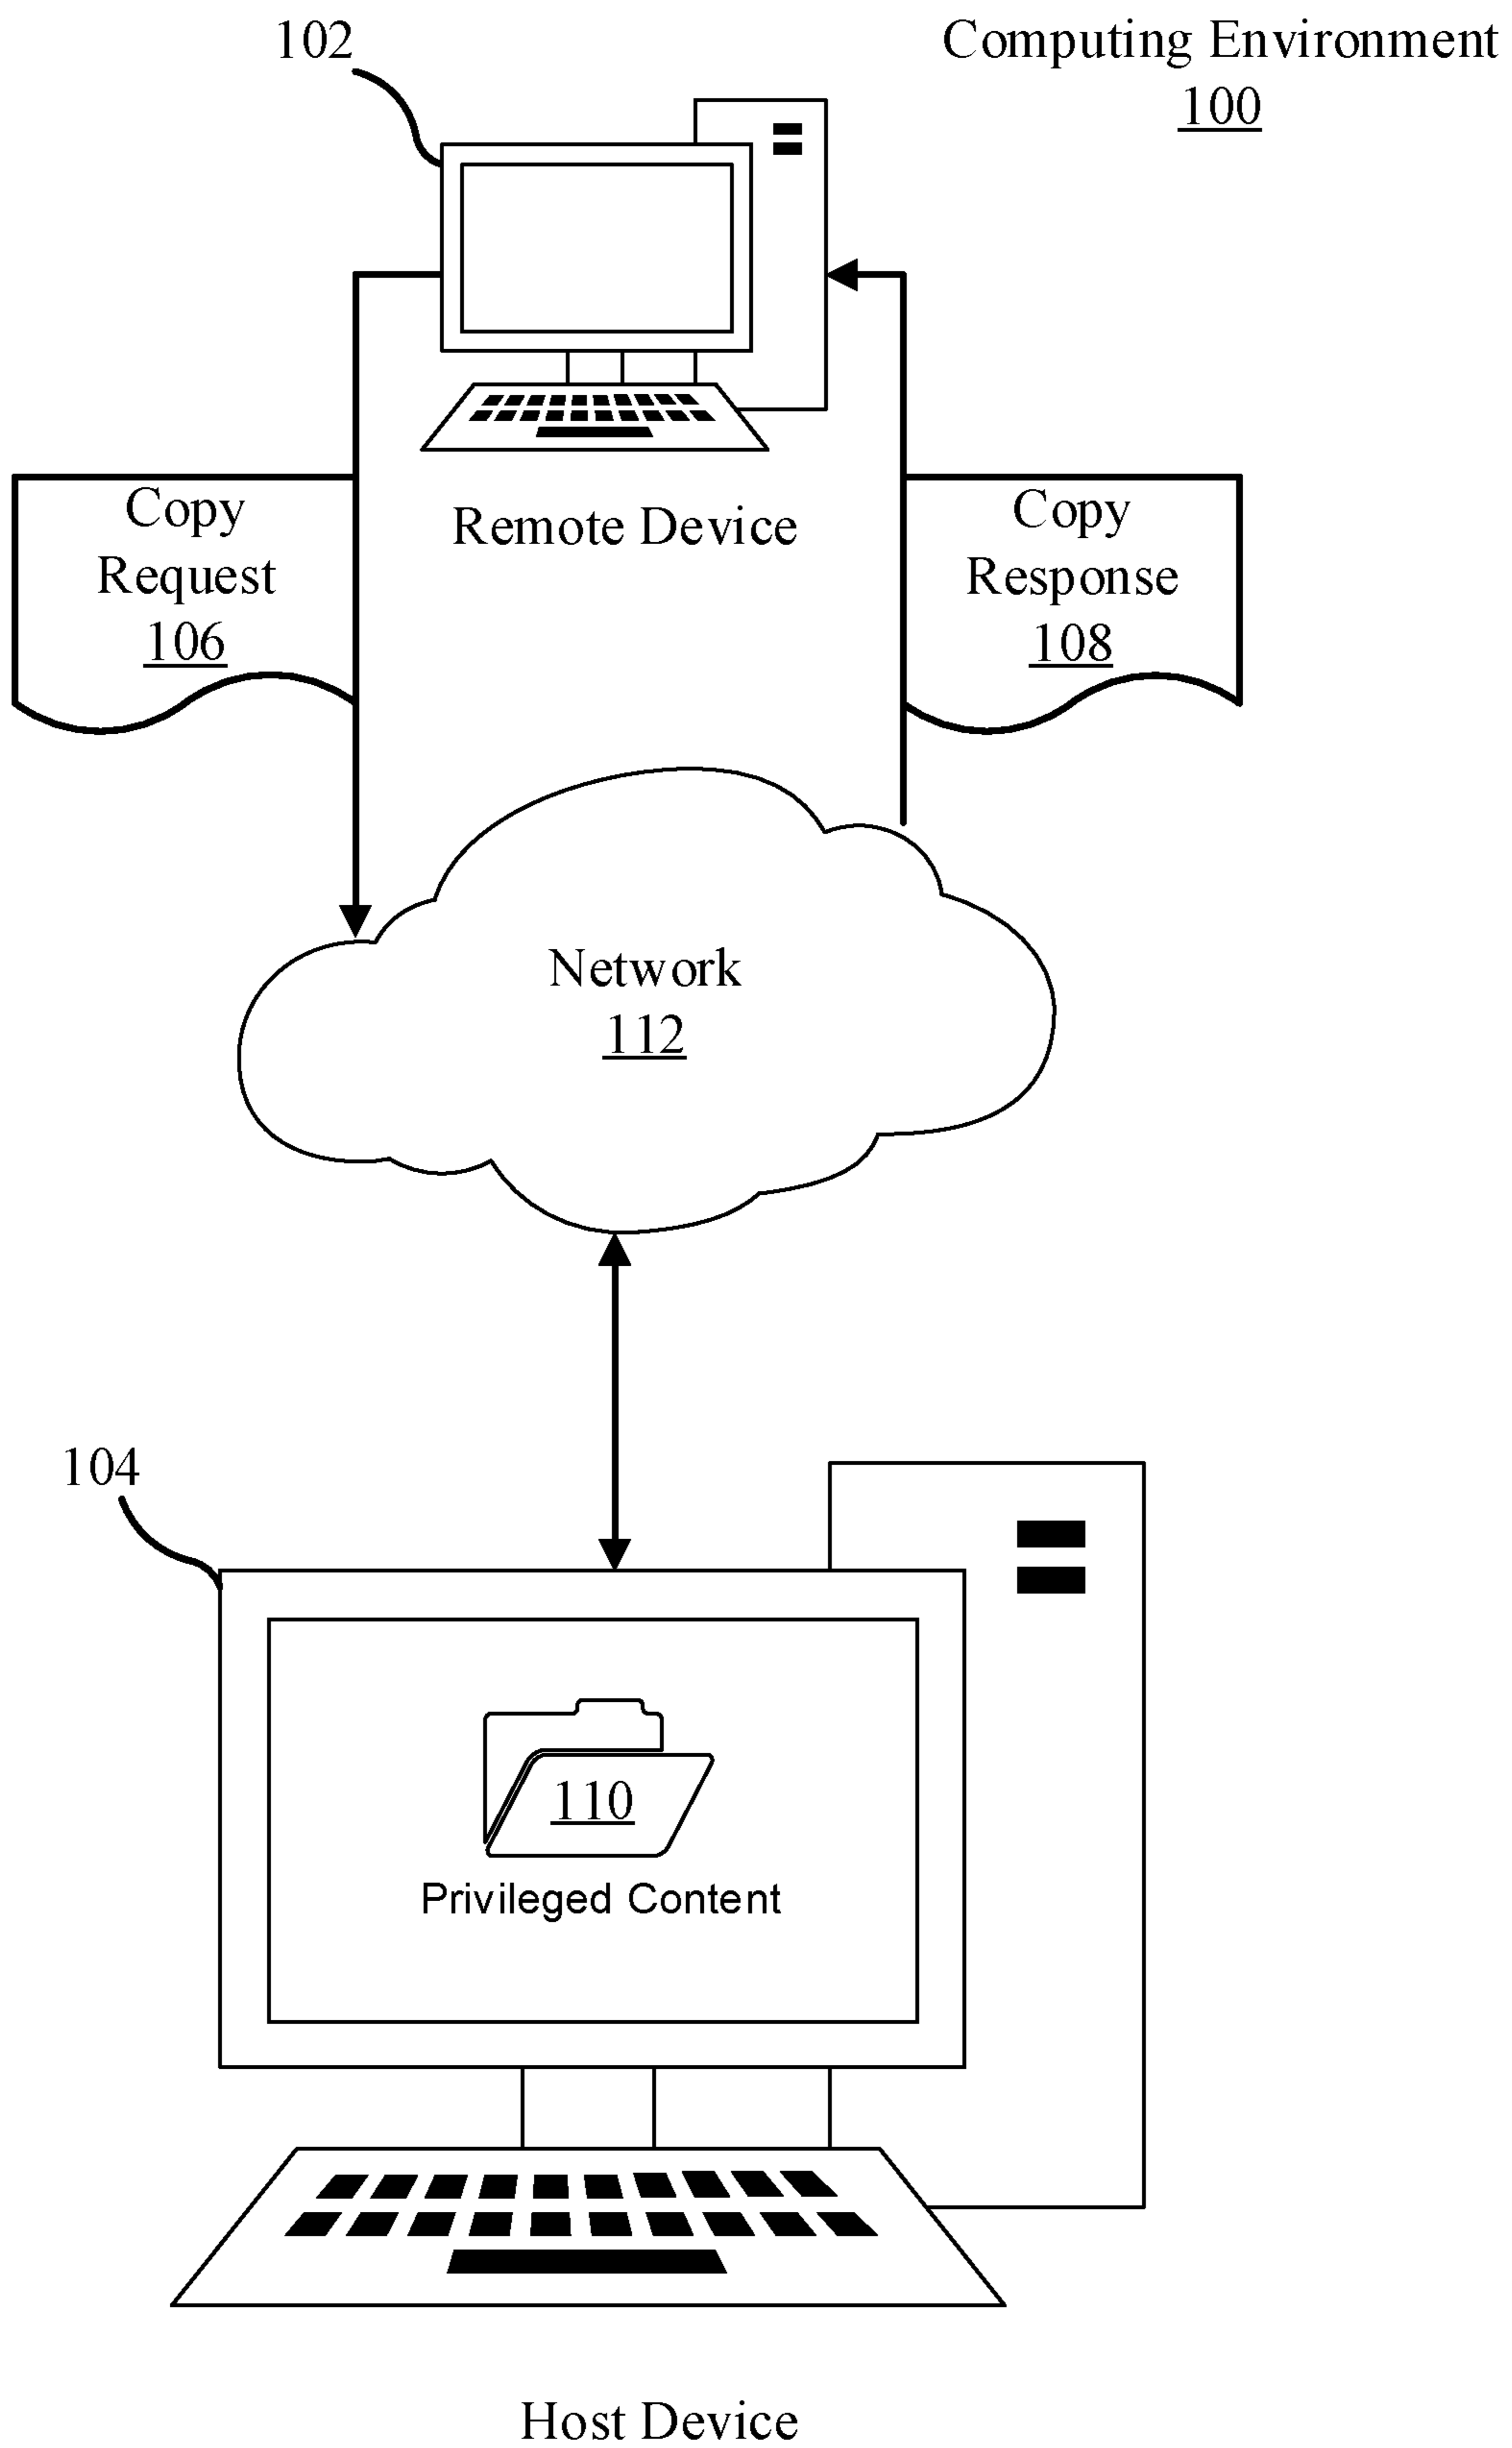 102
Computing Environment
100
Copy
Request
106
Remote Device
Copy
Response
108
Network
112
104
110
Privileged Content
Host Device